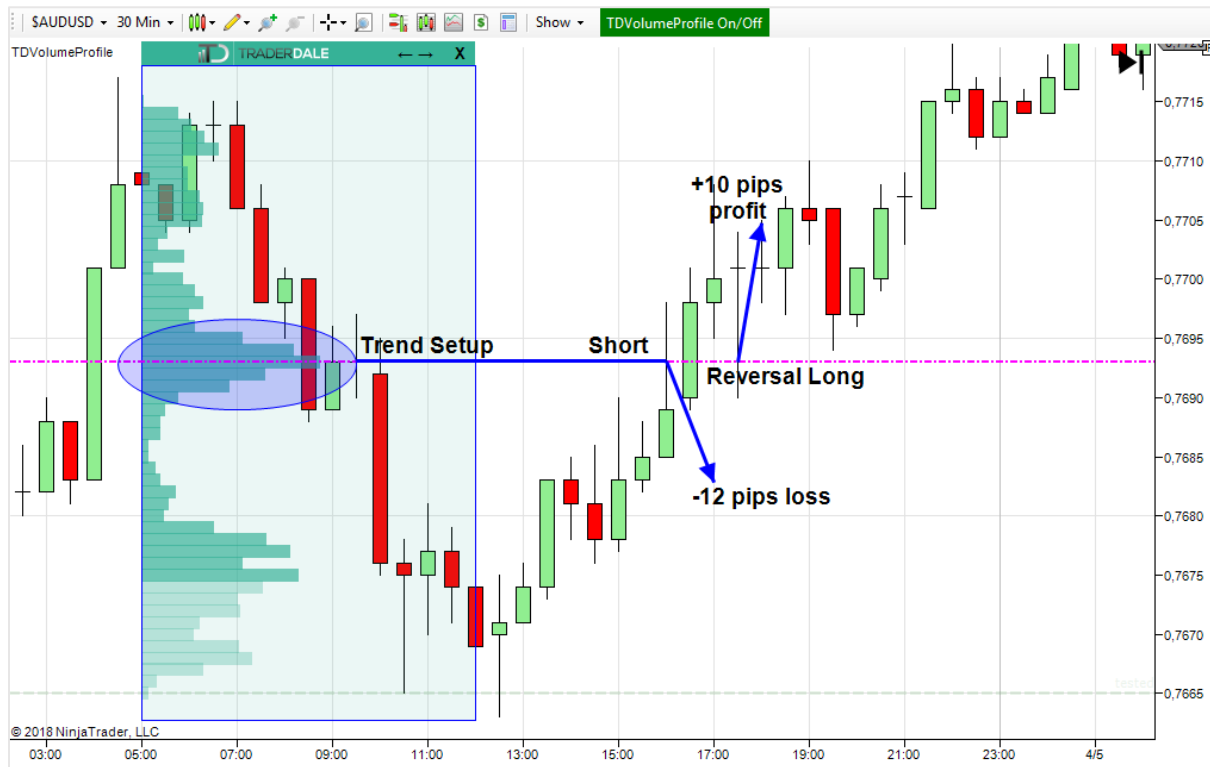 $AUDUSD 30 Min Show TDVolumeProfile On/Off
TDVolumeProfile
TD TRADERDALE ← → X
0,7715
0,7710
+10 pips
profit
0,7705
0,7700
Trend Setup Short
0,7695
Reversal Long
0,7690
0,7685
-12 pips loss
0,7680
0,7675
0,7670
tested
0,7665
© 2018 NinjaTrader, LLC
03:00 05:00 07:00 09:00 11:00 13:00 15:00 17:00 19:00 21:00 23:00 4/5